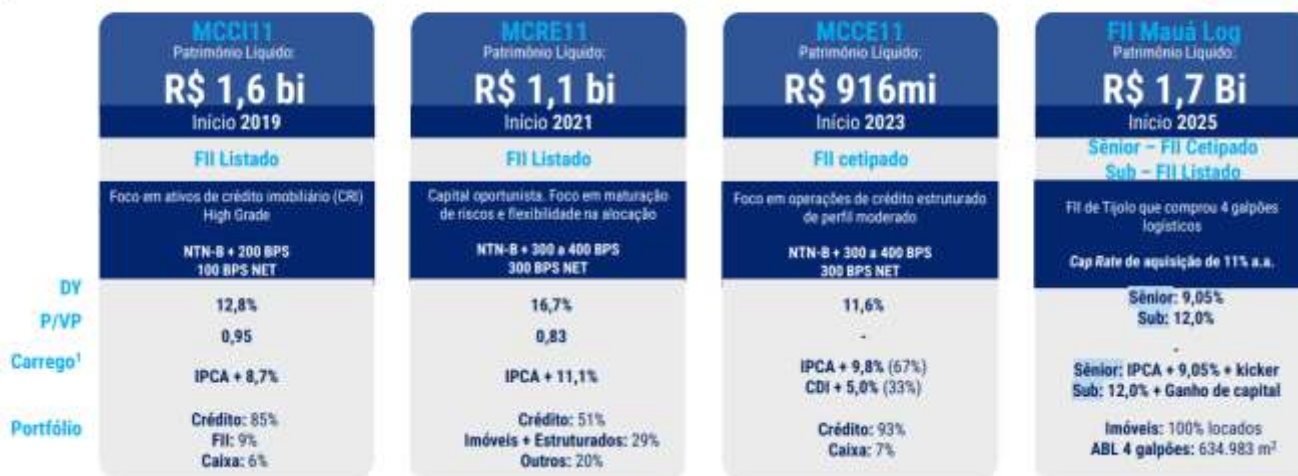 MCCI11
Patrimônio Líquido:
R$ 1,6 bi
Início 2019
FII Listado
Foco em ativos de crédito imobiliário (CRI)
High Grade
NTN-B + 200 BPS
100 BPS NET
MCRE11
Patrimônio Líquido:
R$ 1,1 bi
Início 2021
FII Listado
Capital oportunista. Foco em maturação
de riscos e flexibilidade na alocação
NTN-B + 300 a 400 BPS
300 BPS NET
MCCE11
Patrimônio Líquido:
R$ 916mi
Início 2023
FII cetipado
Foco em operações de crédito estruturado
de perfil moderado
NTN-B + 300 a 400 BPS
300 BPS NET
FII Mauá Log
Patrimônio Líquido:
R$ 1,7 Bi
Início 2025
Sênior – FII Cetipado
Sub – FII Listado
FII de Tijolo que comprou 4 galpões
logísticos
Cap Rate de aquisição de 11% a.a.
DY
12,8%
16,7%
11,6%
Sênior: 9,05%
Sub: 12,0%
P/VP
0,95
0,83
-
-
Carrego¹
IPCA + 8,7%
IPCA + 11,1%
IPCA + 9,8% (67%)
CDI + 5,0% (33%)
Sênior: IPCA + 9,05% + kicker
Sub: 12,0% + Ganho de capital
Portfólio
Crédito: 85%
FII: 9%
Caixa: 6%
Crédito: 51%
Imóveis + Estruturados: 29%
Outros: 20%
Crédito: 93%
Caixa: 7%
Imóveis: 100% locados
ABL 4 galpões: 634.983 m²